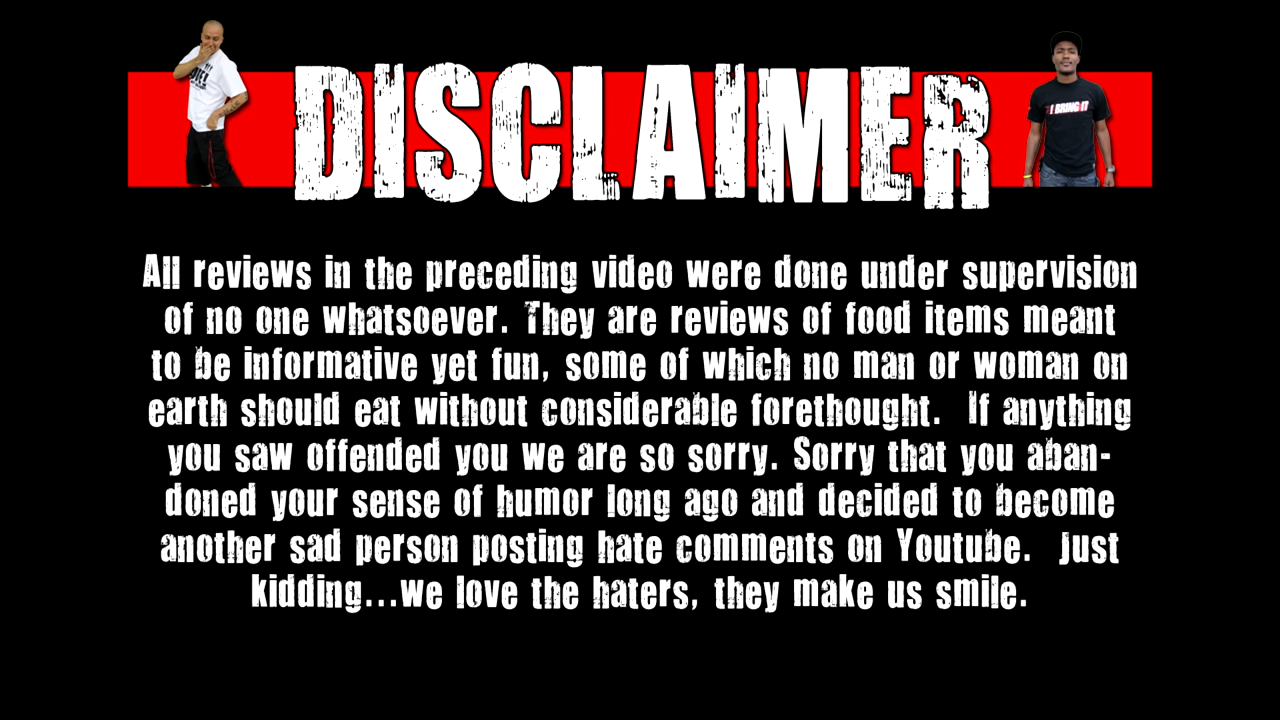 DISCLAIMER
I BRING IT
All reviews in the preceding video were done under supervision
of no one whatsoever. They are reviews of food items meant
to be informative yet fun, some of which no man or woman on
earth should eat without considerable forethought. If anything
you saw offended you we are so sorry. Sorry that you aban-
doned your sense of humor long ago and decided to become
another sad person posting hate comments on Youtube. Just
kidding...we love the haters, they make us smile.